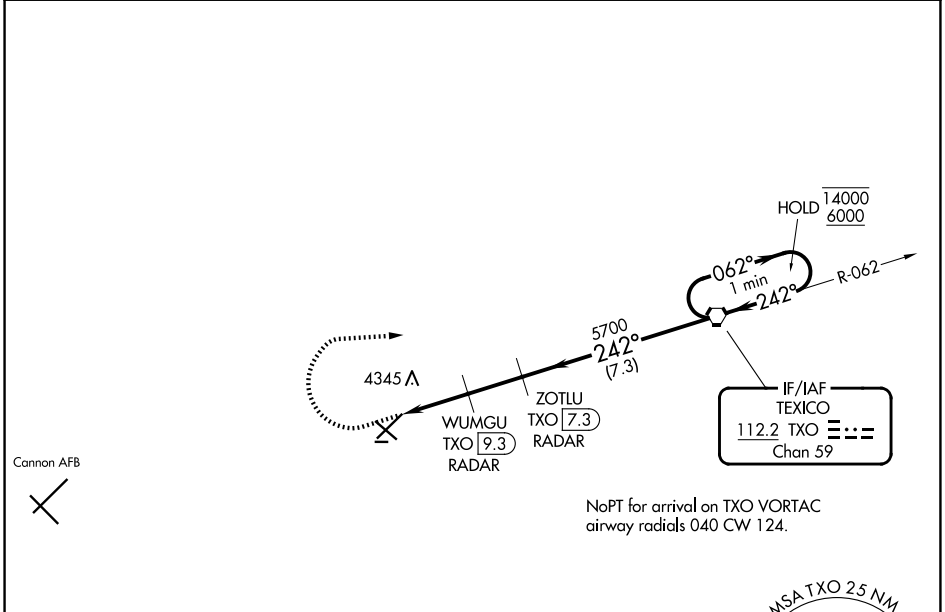 HOLD 14000
6000
062°
1 min
242°
R-062
5700
242°
(7.3)
4345
ZOTLU
TXO 7.3
RADAR
WUMGU
TXO 9.3
RADAR
IF/IAF
TEXICO
112.2 TXO
Chan 59
Cannon AFB
NoPT for arrival on TXO VORTAC
airway radials 040 CW 124.
MSA TXO 25 NM